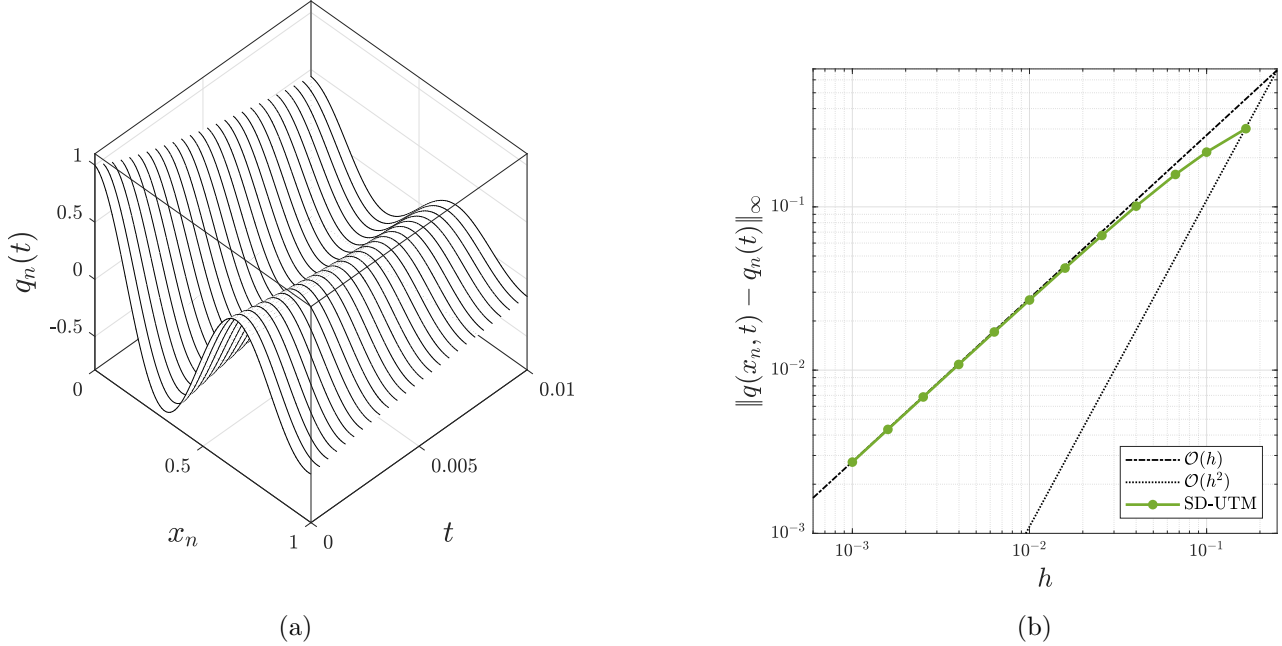 1
0.5
0
-0.5
q_n(t)
0
0.5
1
x_n
0
0.005
0.01
t
(a)
‖q(x_n, t) − q_n(t)‖_∞
10^{-1}
10^{-2}
10^{-3}
10^{-3}
10^{-2}
10^{-1}
h
O(h)
O(h^2)
SD-UTM
(b)